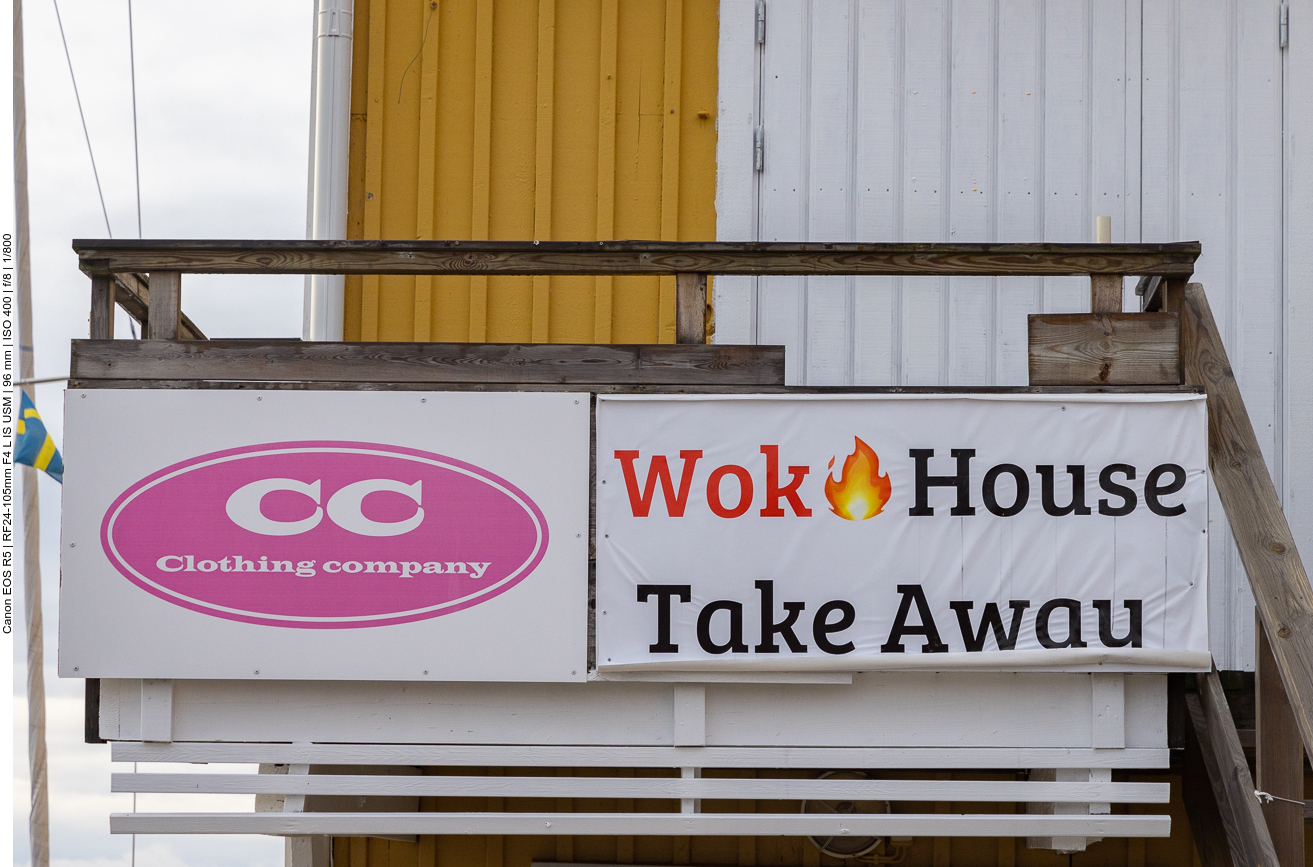 Canon EOS R5 | RF24-105mm F4 L IS USM | 96 mm | ISO 400 | f/8 | 1/800
CC
Clothing company
Wok House
Take Away